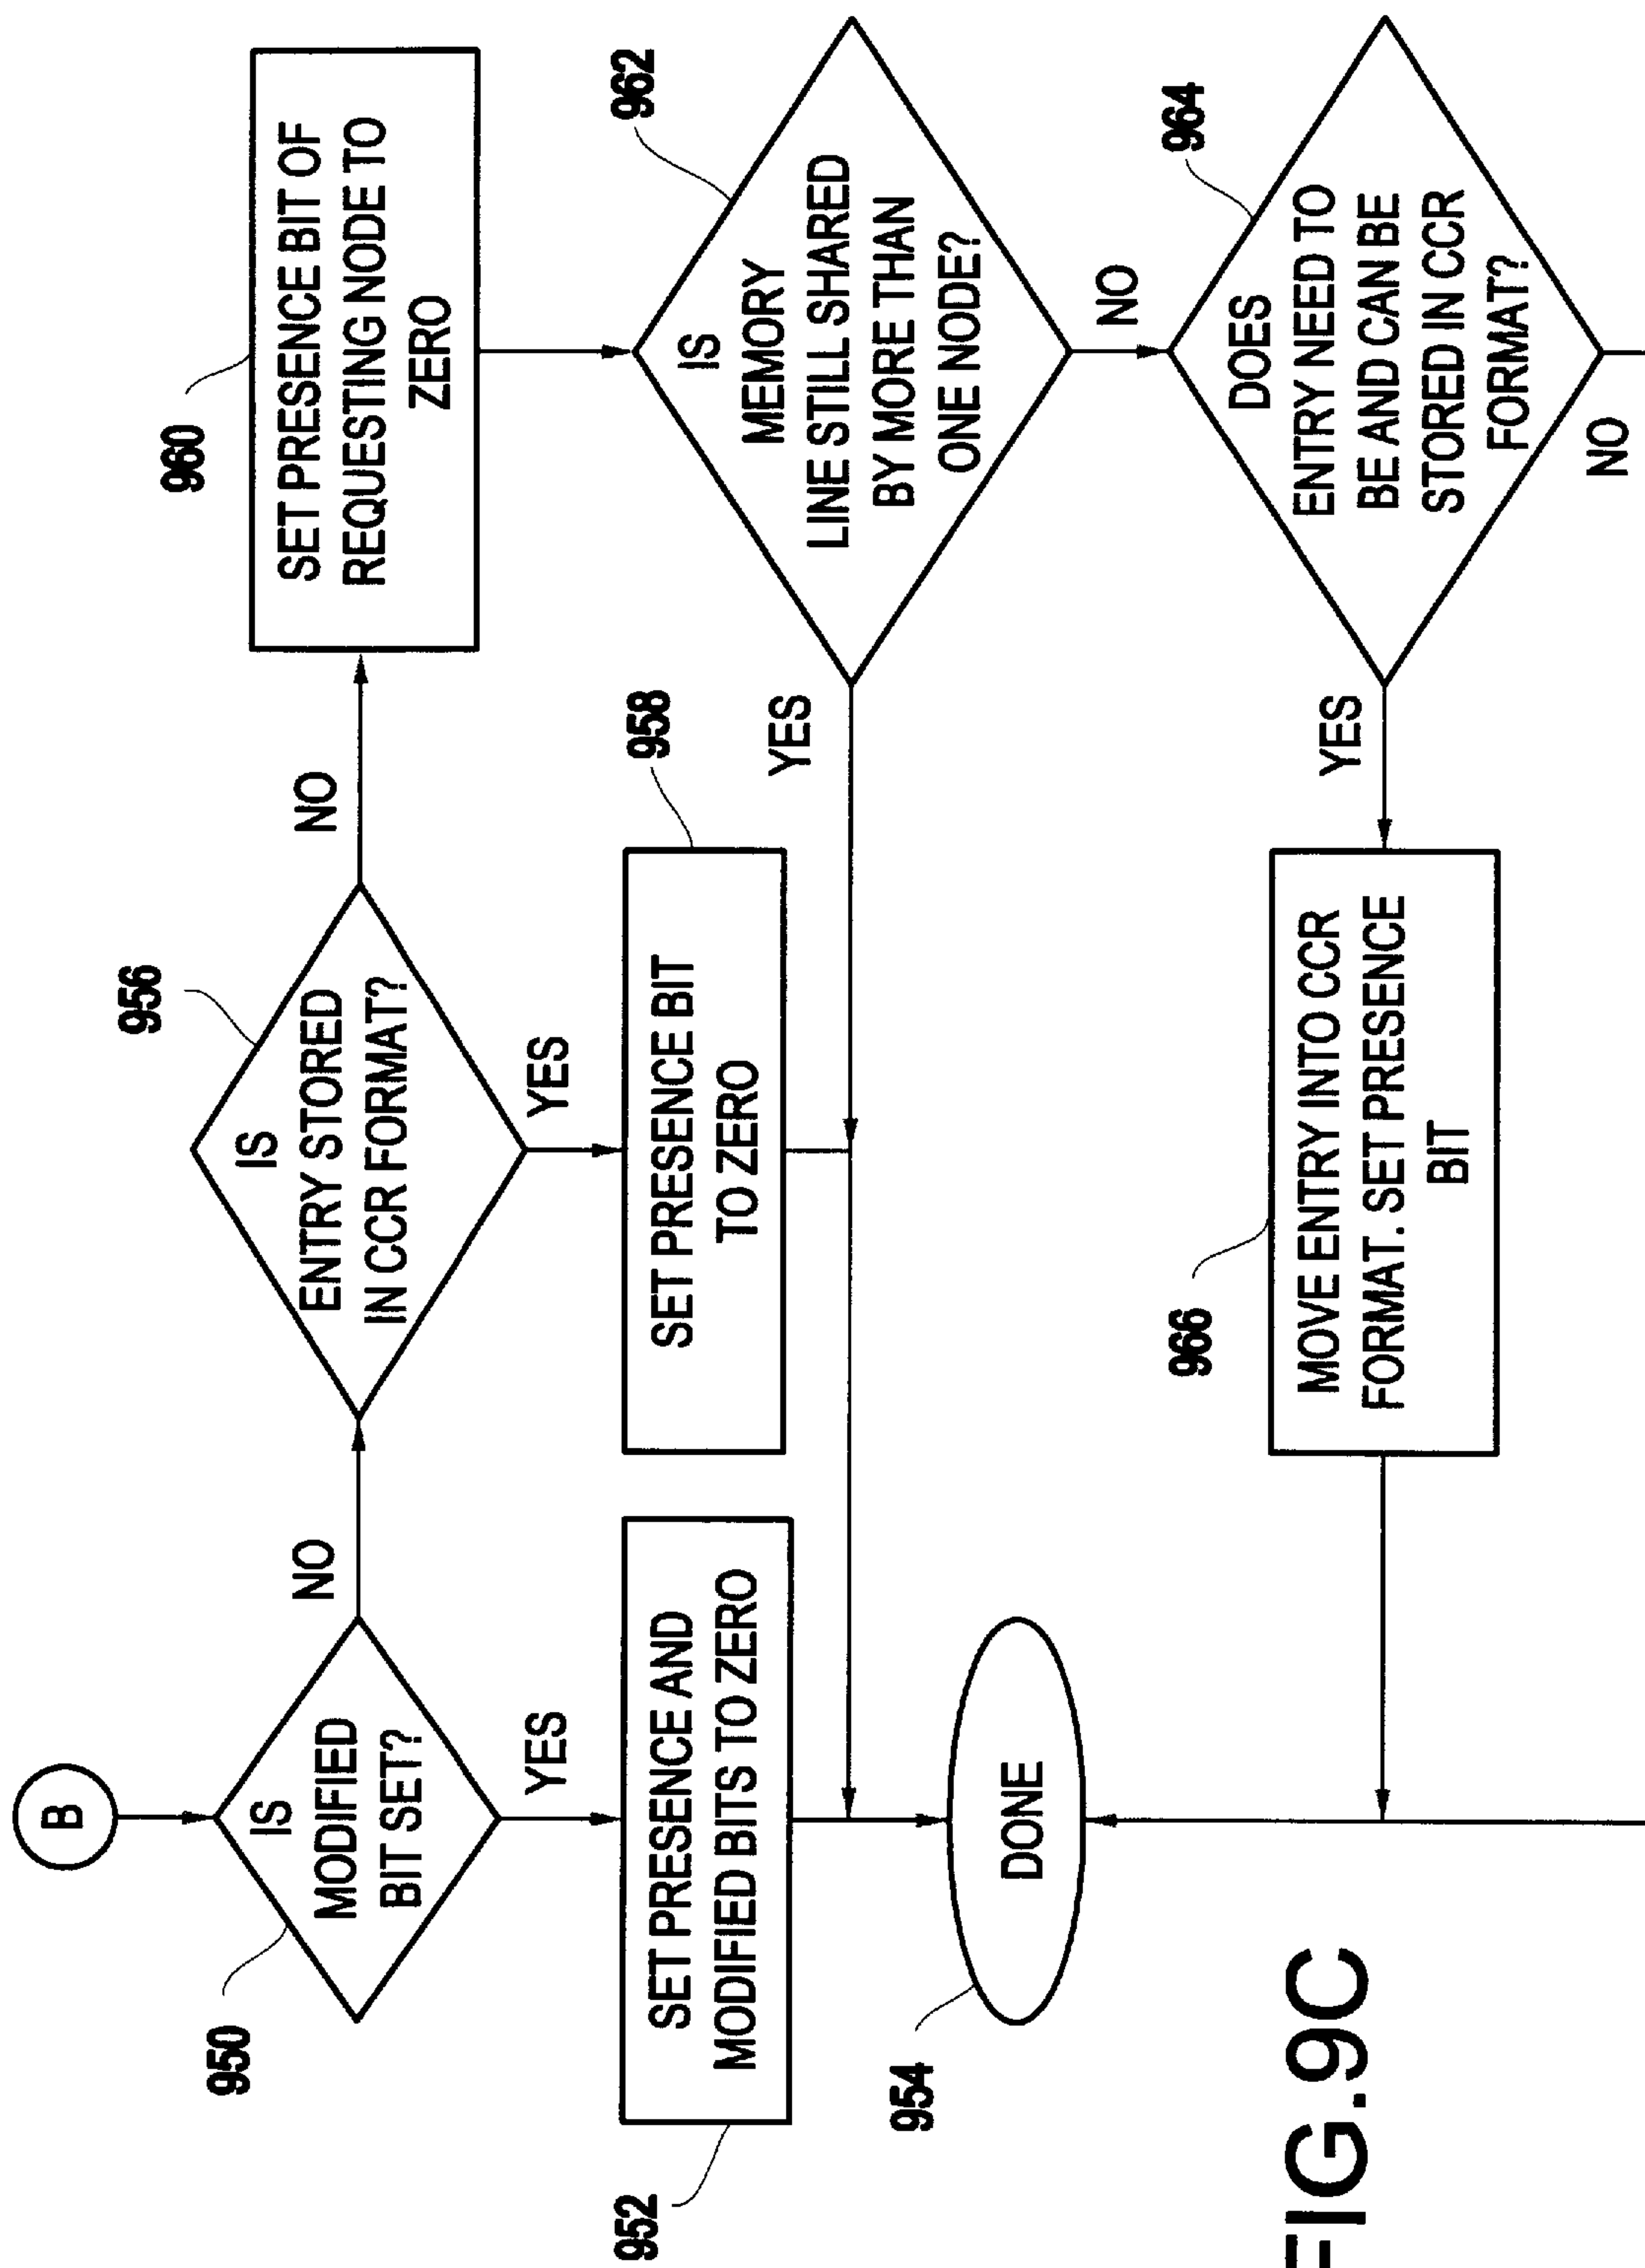 B
950
IS
MODIFIED
BIT SET?
NO
YES
952
SET PRESENCE AND
MODIFIED BITS TO ZERO
954
DONE
956
IS
ENTRY STORED
IN CCR FORMAT?
NO
YES
958
SET PRESENCE BIT
TO ZERO
960
SET PRESENCE BIT OF
REQUESTING NODE TO
ZERO
962
IS
MEMORY
LINE STILL SHARED
BY MORE THAN
ONE NODE?
YES
NO
964
DOES
ENTRY NEED TO
BE AND CAN BE
STORED IN CCR
FORMAT?
YES
NO
966
MOVE ENTRY INTO CCR
FORMAT. SET PRESENCE
BIT
FIG.9C